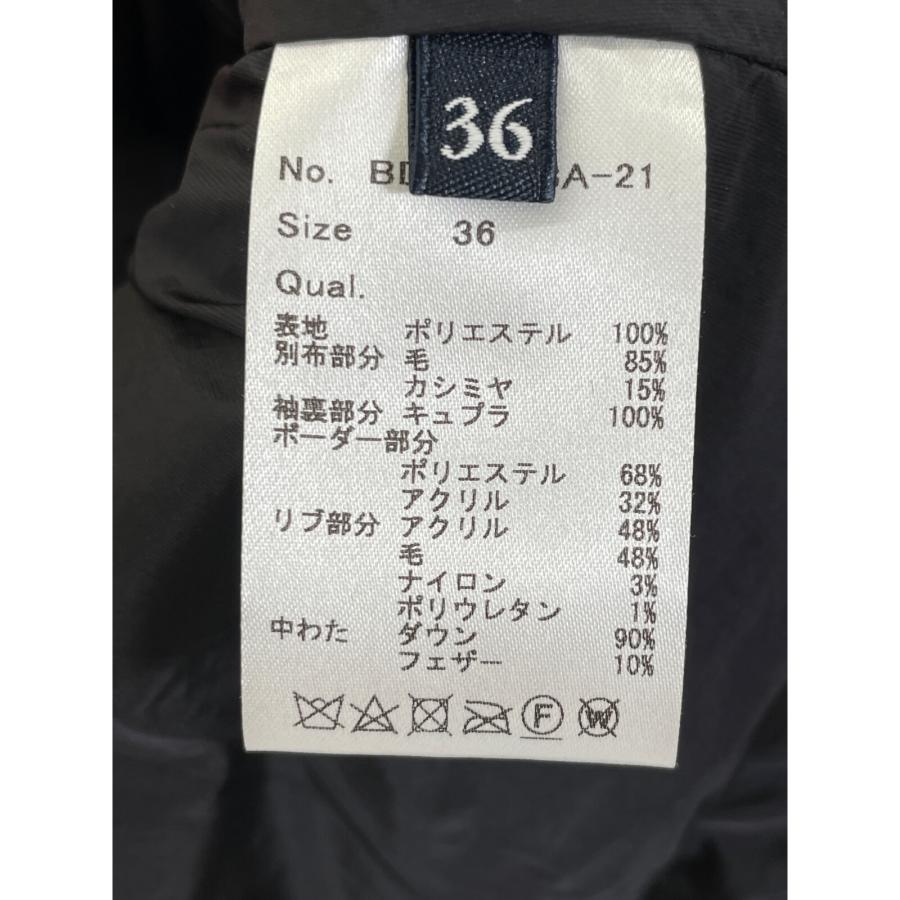 36
No. BD A-21
Size 36
Qual.
表地 ポリエステル 100%
別布部分 毛 85%
カシミヤ 15%
袖裏部分 キュプラ 100%
ボーダー部分
ポリエステル 68%
アクリル 32%
リブ部分 アクリル 48%
毛 48%
ナイロン 3%
ポリウレタン 1%
中わた ダウン 90%
フェザー 10%
F W